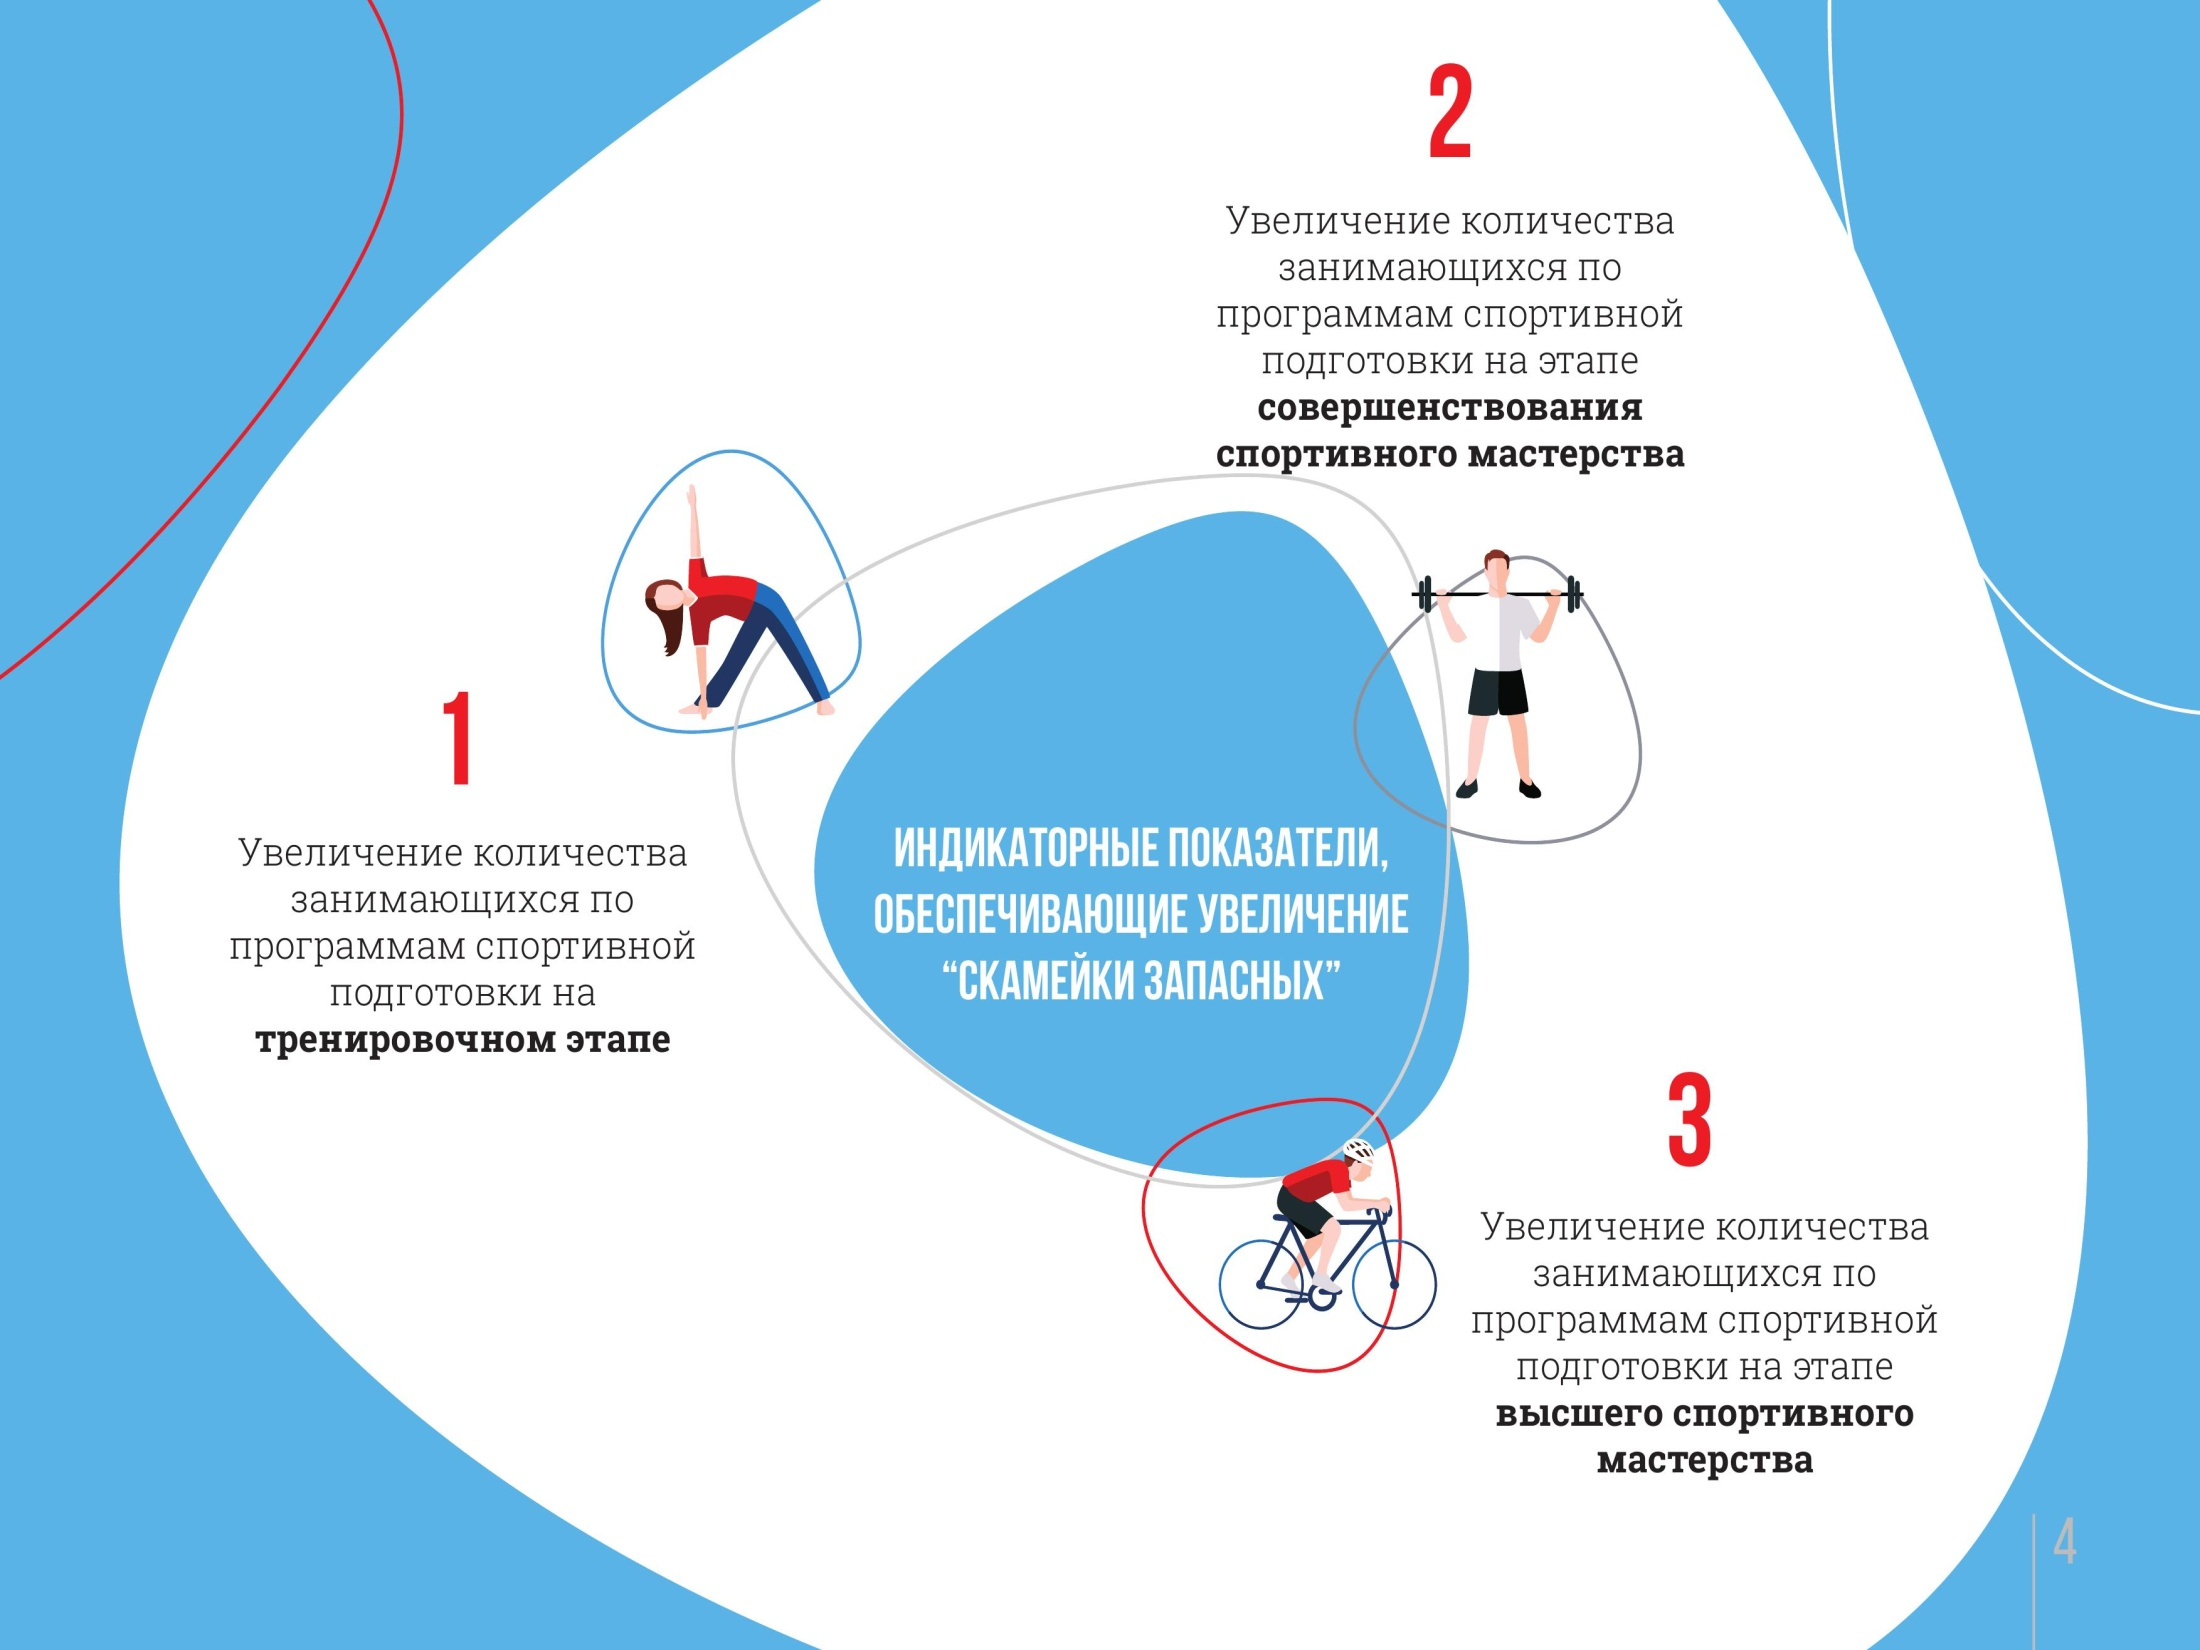 1
Увеличение количества
занимающихся по
программам спортивной
подготовки на
тренировочном этапе
2
Увеличение количества
занимающихся по
программам спортивной
подготовки на этапе
совершенствования
спортивного мастерства
ИНДИКАТОРНЫЕ ПОКАЗАТЕЛИ,
ОБЕСПЕЧИВАЮЩИЕ УВЕЛИЧЕНИЕ
“СКАМЕЙКИ ЗАПАСНЫХ”
3
Увеличение количества
занимающихся по
программам спортивной
подготовки на этапе
высшего спортивного
мастерства
4